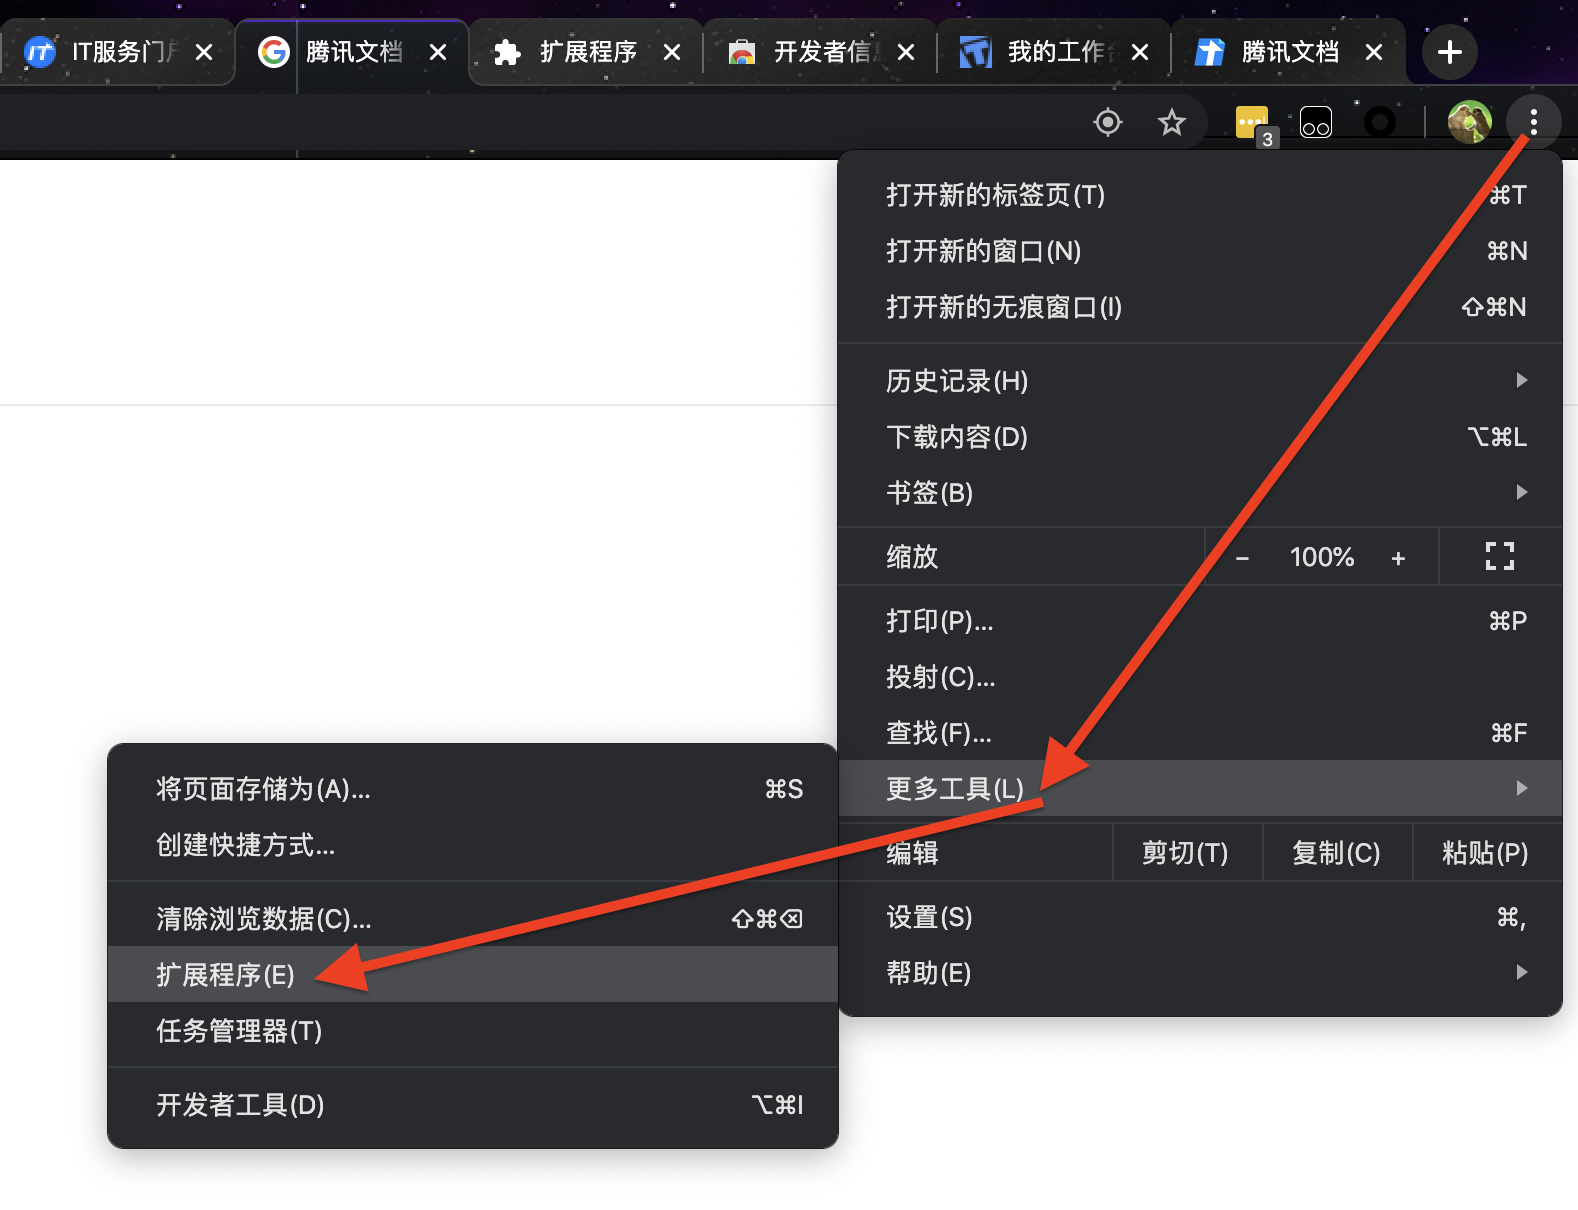 IT服务门户
腾讯文档
扩展程序
开发者信息
我的工作台
腾讯文档
3
打开新的标签页(T) ⌘T
打开新的窗口(N) ⌘N
打开新的无痕窗口(I) ⇧⌘N
历史记录(H)
下载内容(D) ⌥⌘L
书签(B)
缩放 − 100% +
打印(P)... ⌘P
投射(C)...
查找(F)... ⌘F
更多工具(L)
编辑 剪切(T) 复制(C) 粘贴(P)
设置(S) ⌘,
帮助(E)
将页面存储为(A)... ⌘S
创建快捷方式...
清除浏览数据(C)... ⇧⌘⌫
扩展程序(E)
任务管理器(T)
开发者工具(D) ⌥⌘I